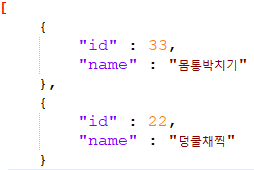 [
{
"id" : 33,
"name" : "몸통박치기"
},
{
"id" : 22,
"name" : "덩쿨채찍"
}